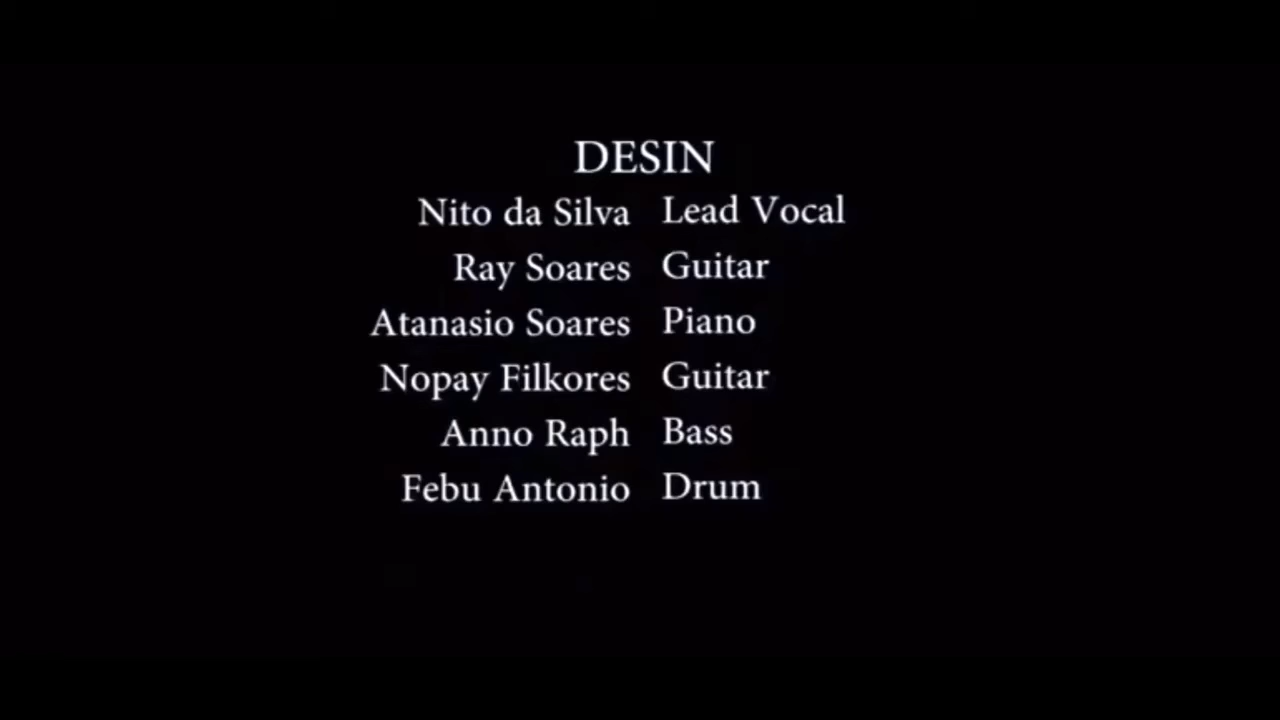 DESIN
Nito da Silva Lead Vocal
Ray Soares Guitar
Atanasio Soares Piano
Nopay Filkores Guitar
Anno Raph Bass
Febu Antonio Drum